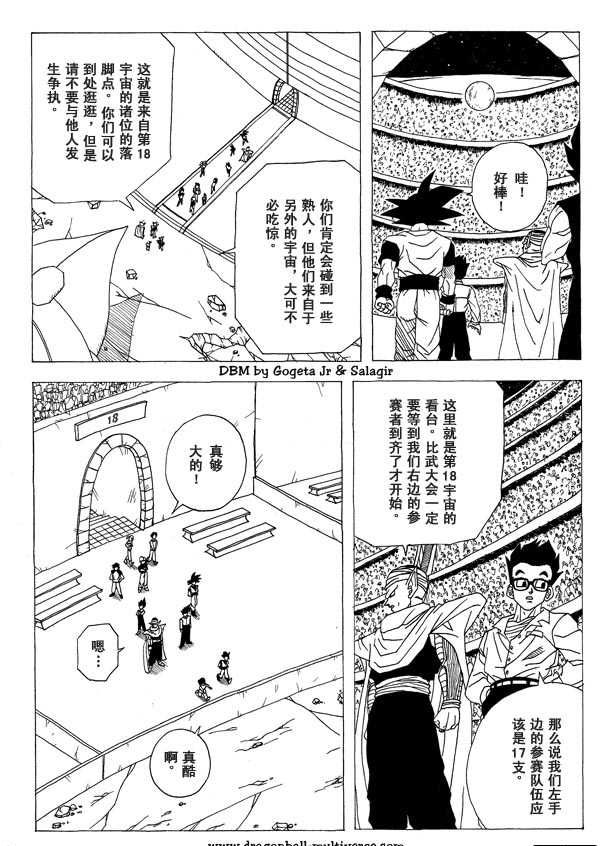 哇！
好棒！
这就是来自第18
宇宙的诸位的落
脚点。你们可以
到处逛逛，但是
请不要与他人发
生争执。
你们肯定会碰到一些
熟人，但他们来自于
另外的宇宙，大可不
必吃惊。
DBM by Gogeta Jr & Salagir
这里就是第18宇宙的
看台。比武大会一定
要等到我们右边的参
赛者到齐了才开始。
那么说我们左手
边的参赛队伍应
该是17支。
18
真够
大的！
嗯…
真酷
啊。
www.dragonball-multiverse.com